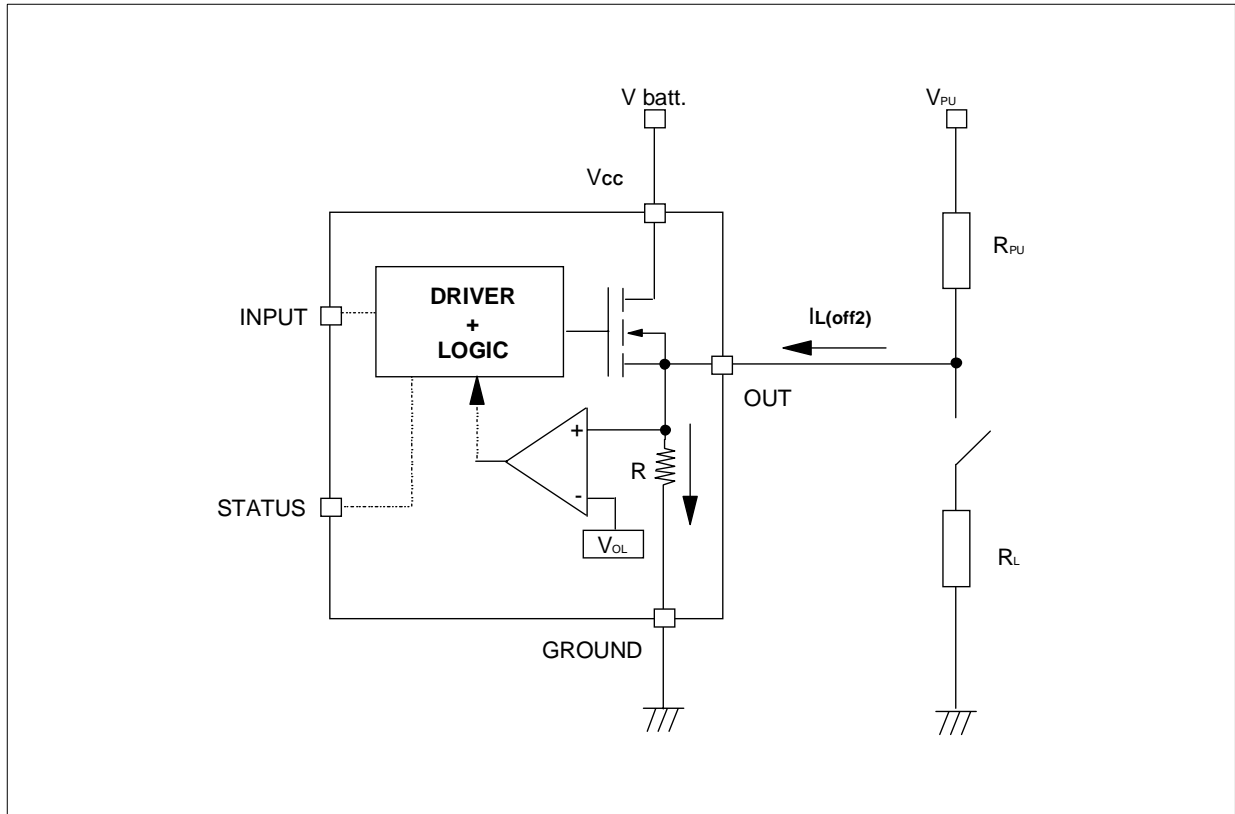 V batt.
VPU
Vcc
RPU
DRIVER
+
LOGIC
INPUT
IL(off2)
OUT
+
R
-
STATUS
VOL
RL
GROUND